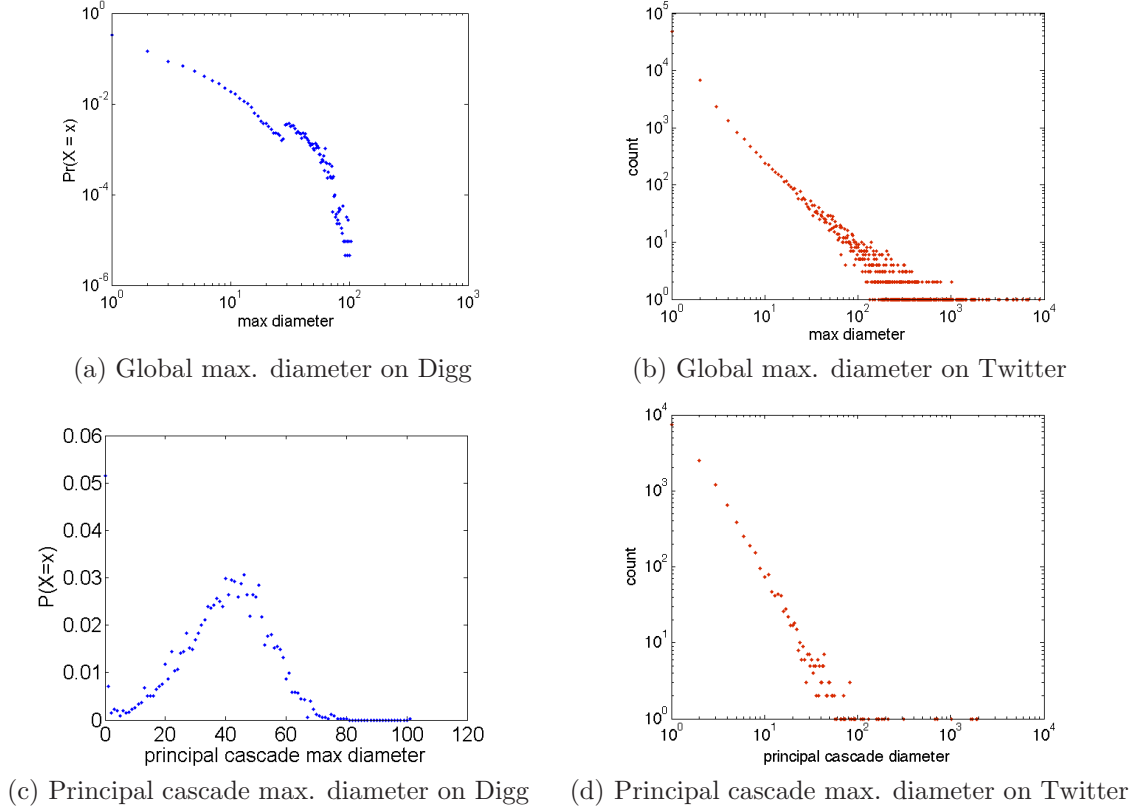 10^0
10^-2
10^-4
10^-6
Pr(X = x)
10^0 10^1 10^2 10^3
max diameter
(a) Global max. diameter on Digg
10^5
10^4
10^3
10^2
10^1
10^0
count
10^0 10^1 10^2 10^3 10^4
max diameter
(b) Global max. diameter on Twitter
0.06
0.05
0.04
0.03
0.02
0.01
0
P(X=x)
0 20 40 60 80 100 120
principal cascade max diameter
(c) Principal cascade max. diameter on Digg
10^4
10^3
10^2
10^1
10^0
count
10^0 10^1 10^2 10^3 10^4
principal cascade diameter
(d) Principal cascade max. diameter on Twitter